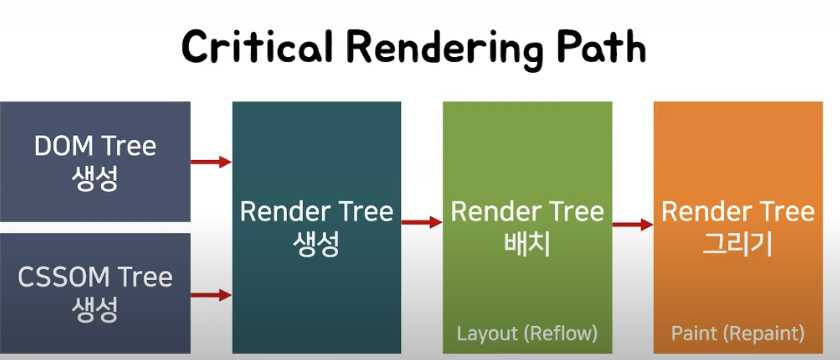 Critical Rendering Path
DOM Tree
생성
CSSOM Tree
생성
Render Tree
생성
Render Tree
배치
Layout (Reflow)
Render Tree
그리기
Paint (Repaint)